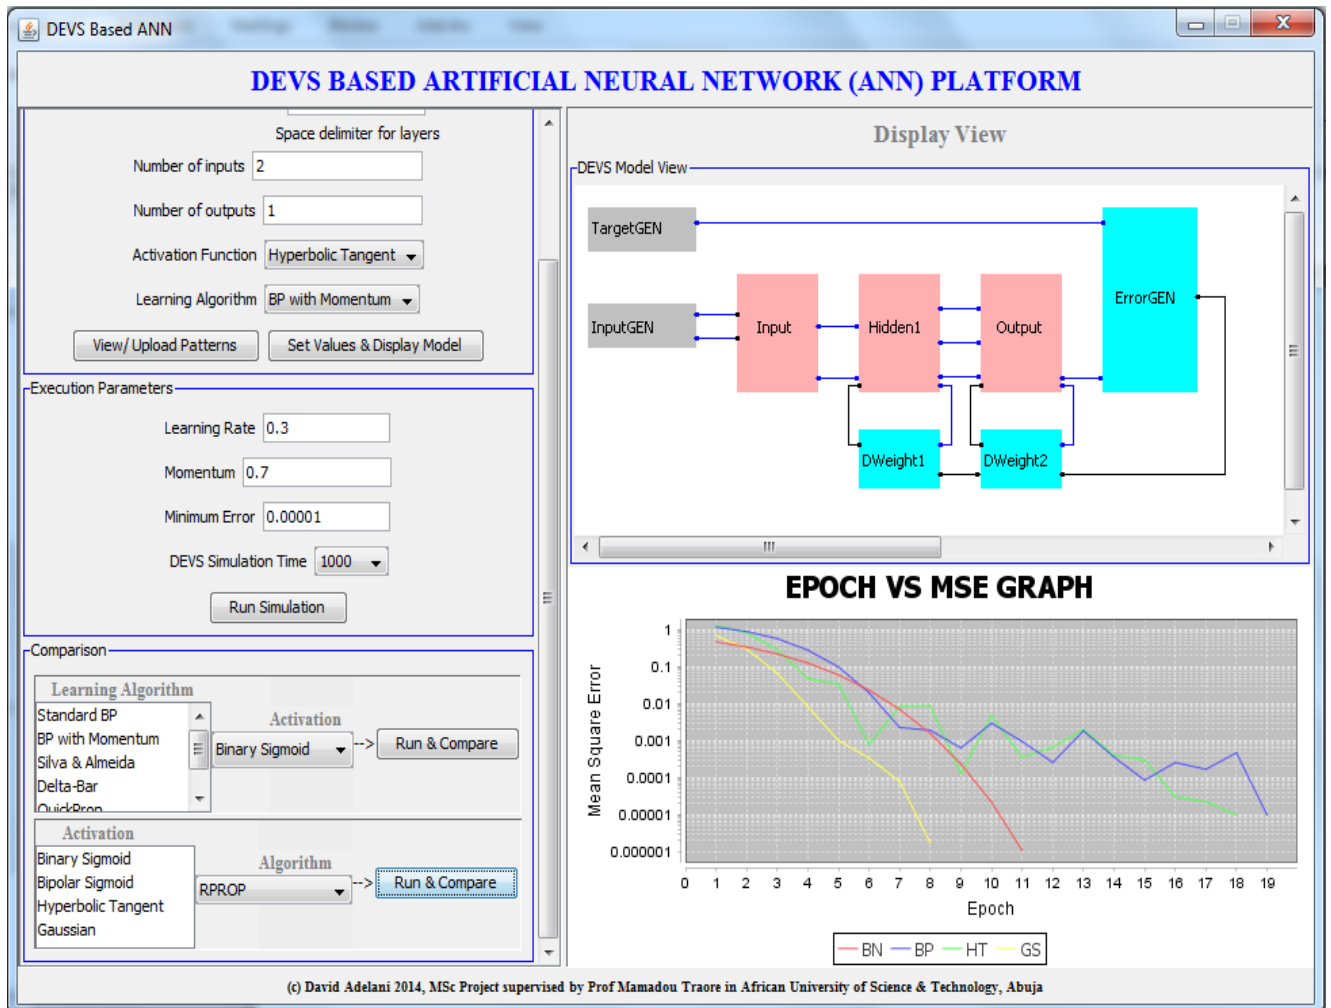 DEVS Based ANN
DEVS BASED ARTIFICIAL NEURAL NETWORK (ANN) PLATFORM
Space delimiter for layers
Number of inputs 2
Number of outputs 1
Activation Function Hyperbolic Tangent
Learning Algorithm BP with Momentum
View/ Upload Patterns Set Values & Display Model
Execution Parameters
Learning Rate 0.3
Momentum 0.7
Minimum Error 0.00001
DEVS Simulation Time 1000
Run Simulation
Comparison
Learning Algorithm
Standard BP
BP with Momentum
Silva & Almeida
Delta-Bar
QuickProp
Activation
Binary Sigmoid --> Run & Compare
Activation
Binary Sigmoid
Bipolar Sigmoid
Hyperbolic Tangent
Gaussian
Algorithm
RPROP --> Run & Compare
Display View
DEVS Model View
TargetGEN
InputGEN
Input
Hidden1
Output
ErrorGEN
DWeight1
DWeight2
EPOCH VS MSE GRAPH
Mean Square Error
1
0.1
0.01
0.001
0.0001
0.00001
0.000001
0 1 2 3 4 5 6 7 8 9 10 11 12 13 14 15 16 17 18 19
Epoch
BN BP HT GS
(c) David Adelani 2014, MSc Project supervised by Prof Mamadou Traore in African University of Science & Technology, Abuja